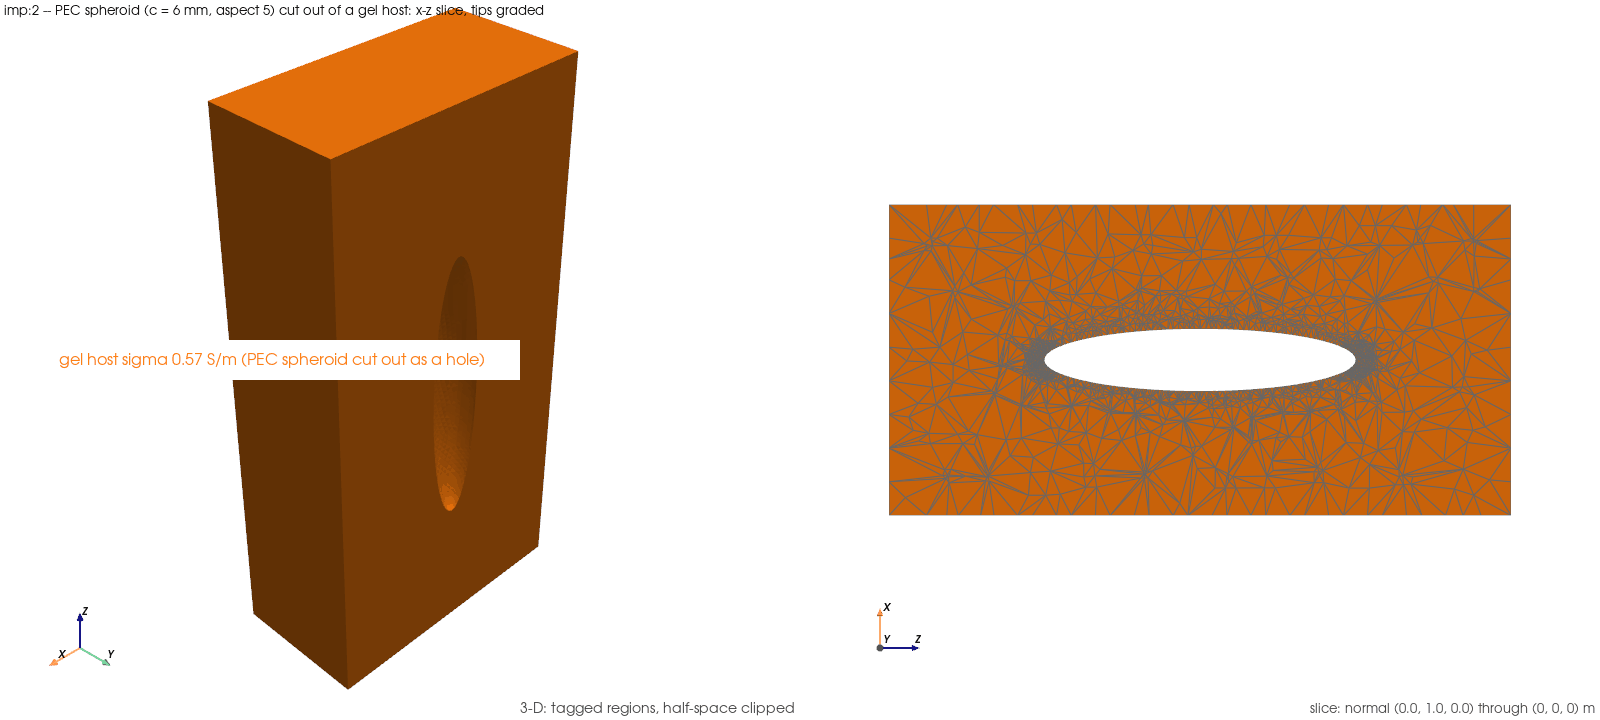 imp:2 -- PEC spheroid (c = 6 mm, aspect 5) cut out of a gel host: x-z slice, tips graded
gel host sigma 0.57 S/m (PEC spheroid cut out as a hole)
Z
X
Y
X
Y
Z
3-D: tagged regions, half-space clipped
slice: normal (0.0, 1.0, 0.0) through (0, 0, 0) m